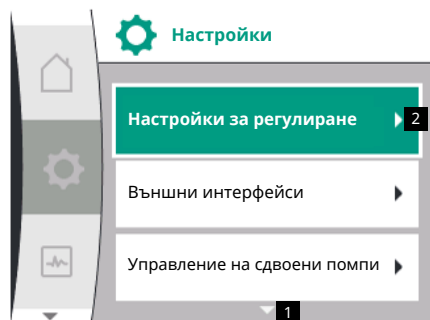 Настройки
Настройки за регулиране
2
Външни интерфейси
Управление на сдвоени помпи
1